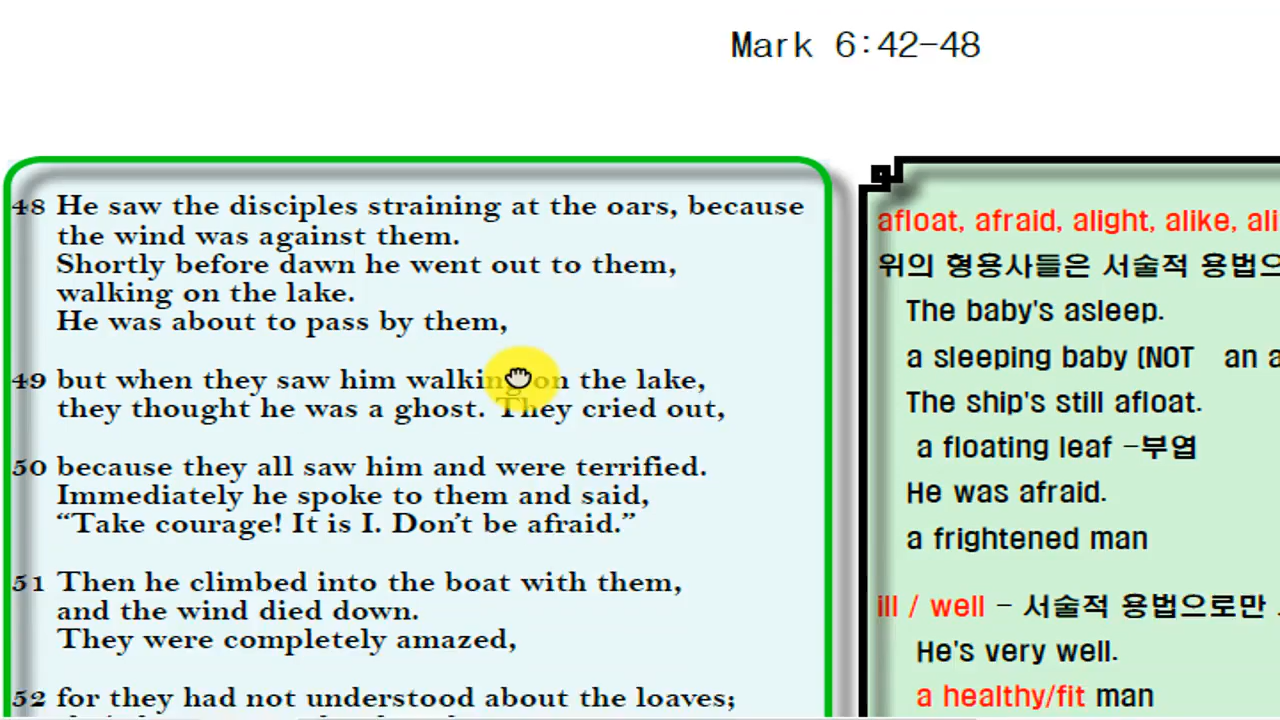 Mark 6:42-48
48 He saw the disciples straining at the oars, because
the wind was against them.
Shortly before dawn he went out to them,
walking on the lake.
He was about to pass by them,
49 but when they saw him walking on the lake,
they thought he was a ghost. They cried out,
50 because they all saw him and were terrified.
Immediately he spoke to them and said,
“Take courage! It is I. Don’t be afraid.”
51 Then he climbed into the boat with them,
and the wind died down.
They were completely amazed,
52 for they had not understood about the loaves;
afloat, afraid, alight, alike,
위의 형용사들은 서술적
The baby's asleep.
a sleeping baby (NOT an
The ship's still afloat.
a floating leaf -부엽
He was afraid.
a frightened man
ill / well - 서술적 용법으로만
He's very well.
a healthy/fit man